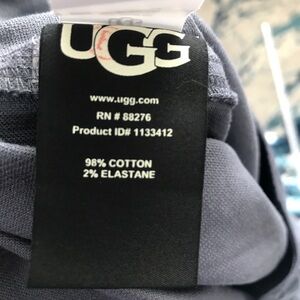 UGG
www.ugg.com
RN # 88276
Product ID# 1133412
98% COTTON
2% ELASTANE